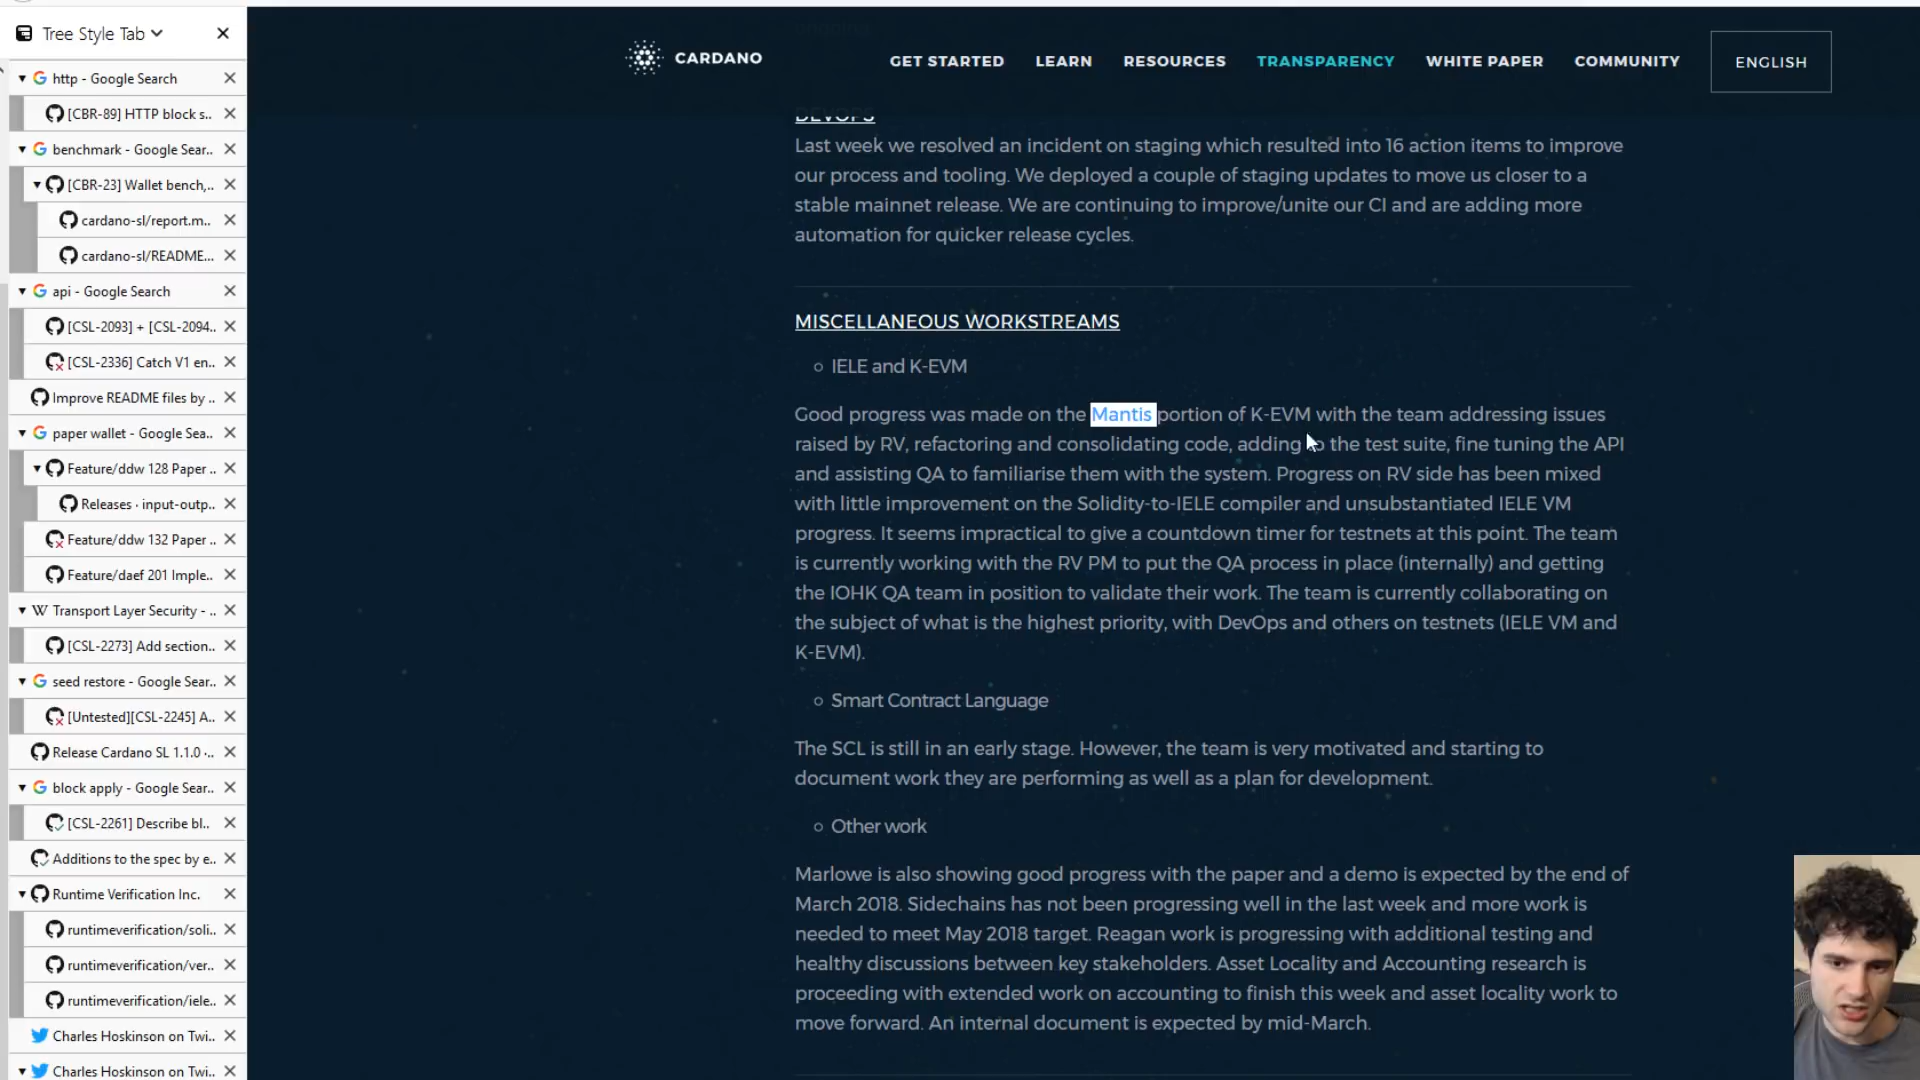 Tree Style Tab
http - Google Search
[CBR-89] HTTP block s..
benchmark - Google Sear..
[CBR-23] Wallet bench,..
cardano-sl/report.m..
cardano-sl/README...
api - Google Search
[CSL-2093] + [CSL-2094..
[CSL-2336] Catch V1 en..
Improve README files by ..
paper wallet - Google Sea..
Feature/ddw 128 Paper ..
Releases · input-outp..
Feature/ddw 132 Paper ..
Feature/daef 201 Imple..
Transport Layer Security - ..
[CSL-2273] Add section..
seed restore - Google Sear..
[Untested][CSL-2245] A..
Release Cardano SL 1.1.0 ·..
block apply - Google Sear..
[CSL-2261] Describe bl..
Additions to the spec by e..
Runtime Verification Inc.
runtimeverification/soli..
runtimeverification/ver..
runtimeverification/iele..
Charles Hoskinson on Twi..
Charles Hoskinson on Twi..
CARDANO
GET STARTED
LEARN
RESOURCES
TRANSPARENCY
WHITE PAPER
COMMUNITY
ENGLISH
DEVOPS
Last week we resolved an incident on staging which resulted into 16 action items to improve
our process and tooling. We deployed a couple of staging updates to move us closer to a
stable mainnet release. We are continuing to improve/unite our CI and are adding more
automation for quicker release cycles.
MISCELLANEOUS WORKSTREAMS
IELE and K-EVM
Good progress was made on the Mantis portion of K-EVM with the team addressing issues
raised by RV, refactoring and consolidating code, adding to the test suite, fine tuning the API
and assisting QA to familiarise them with the system. Progress on RV side has been mixed
with little improvement on the Solidity-to-IELE compiler and unsubstantiated IELE VM
progress. It seems impractical to give a countdown timer for testnets at this point. The team
is currently working with the RV PM to put the QA process in place (internally) and getting
the IOHK QA team in position to validate their work. The team is currently collaborating on
the subject of what is the highest priority, with DevOps and others on testnets (IELE VM and
K-EVM).
Smart Contract Language
The SCL is still in an early stage. However, the team is very motivated and starting to
document work they are performing as well as a plan for development.
Other work
Marlowe is also showing good progress with the paper and a demo is expected by the end of
March 2018. Sidechains has not been progressing well in the last week and more work is
needed to meet May 2018 target. Reagan work is progressing with additional testing and
healthy discussions between key stakeholders. Asset Locality and Accounting research is
proceeding with extended work on accounting to finish this week and asset locality work to
move forward. An internal document is expected by mid-March.